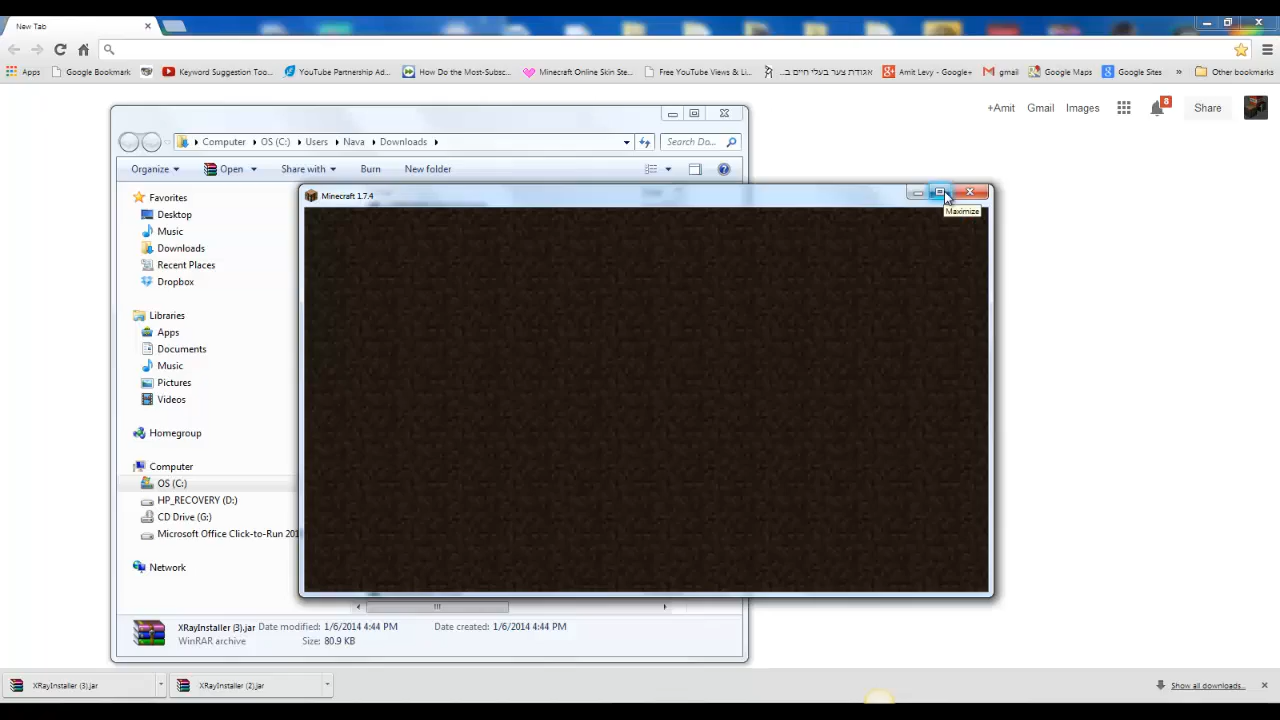 New Tab
Apps
Google Bookmark
Keyword Suggestion Too...
YouTube Partnership Ad...
How Do the Most-Subsc...
Minecraft Online Skin Ste...
Free YouTube Views & Li...
אגודת צער בעלי חיים ב...
Amit Levy - Google+
gmail
Google Maps
Google Sites
»
Other bookmarks
+Amit
Gmail
Images
8
Share
Computer
OS (C:)
Users
Nava
Downloads
Search Do...
Organize
Open
Share with
Burn
New folder
Minecraft 1.7.4
Maximize
Favorites
Desktop
Music
Downloads
Recent Places
Dropbox
Libraries
Apps
Documents
Music
Pictures
Videos
Homegroup
Computer
OS (C:)
HP_RECOVERY (D:)
CD Drive (G:)
Microsoft Office Click-to-Run 201
Network
XRayInstaller (3).jar Date modified: 1/6/2014 4:44 PM Date created: 1/6/2014 4:44 PM
WinRAR archive Size: 80.9 KB
XRayInstaller (3).jar
XRayInstaller (2).jar
Show all downloads...